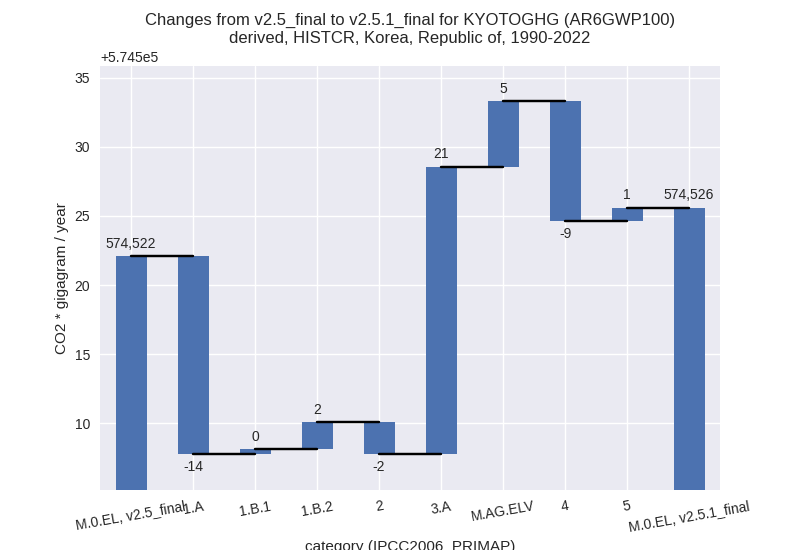 Changes from v2.5_final to v2.5.1_final for KYOTOGHG (AR6GWP100)
derived, HISTCR, Korea, Republic of, 1990-2022
+5.745e5
35
30
25
20
15
10
CO2 * gigagram / year
574,522
-14
0
2
-2
21
5
-9
1
574,526
M.0.EL, v2.5_final
1.A
1.B.1
1.B.2
2
3.A
M.AG.ELV
4
5
M.0.EL, v2.5.1_final
category (IPCC2006_PRIMAP)